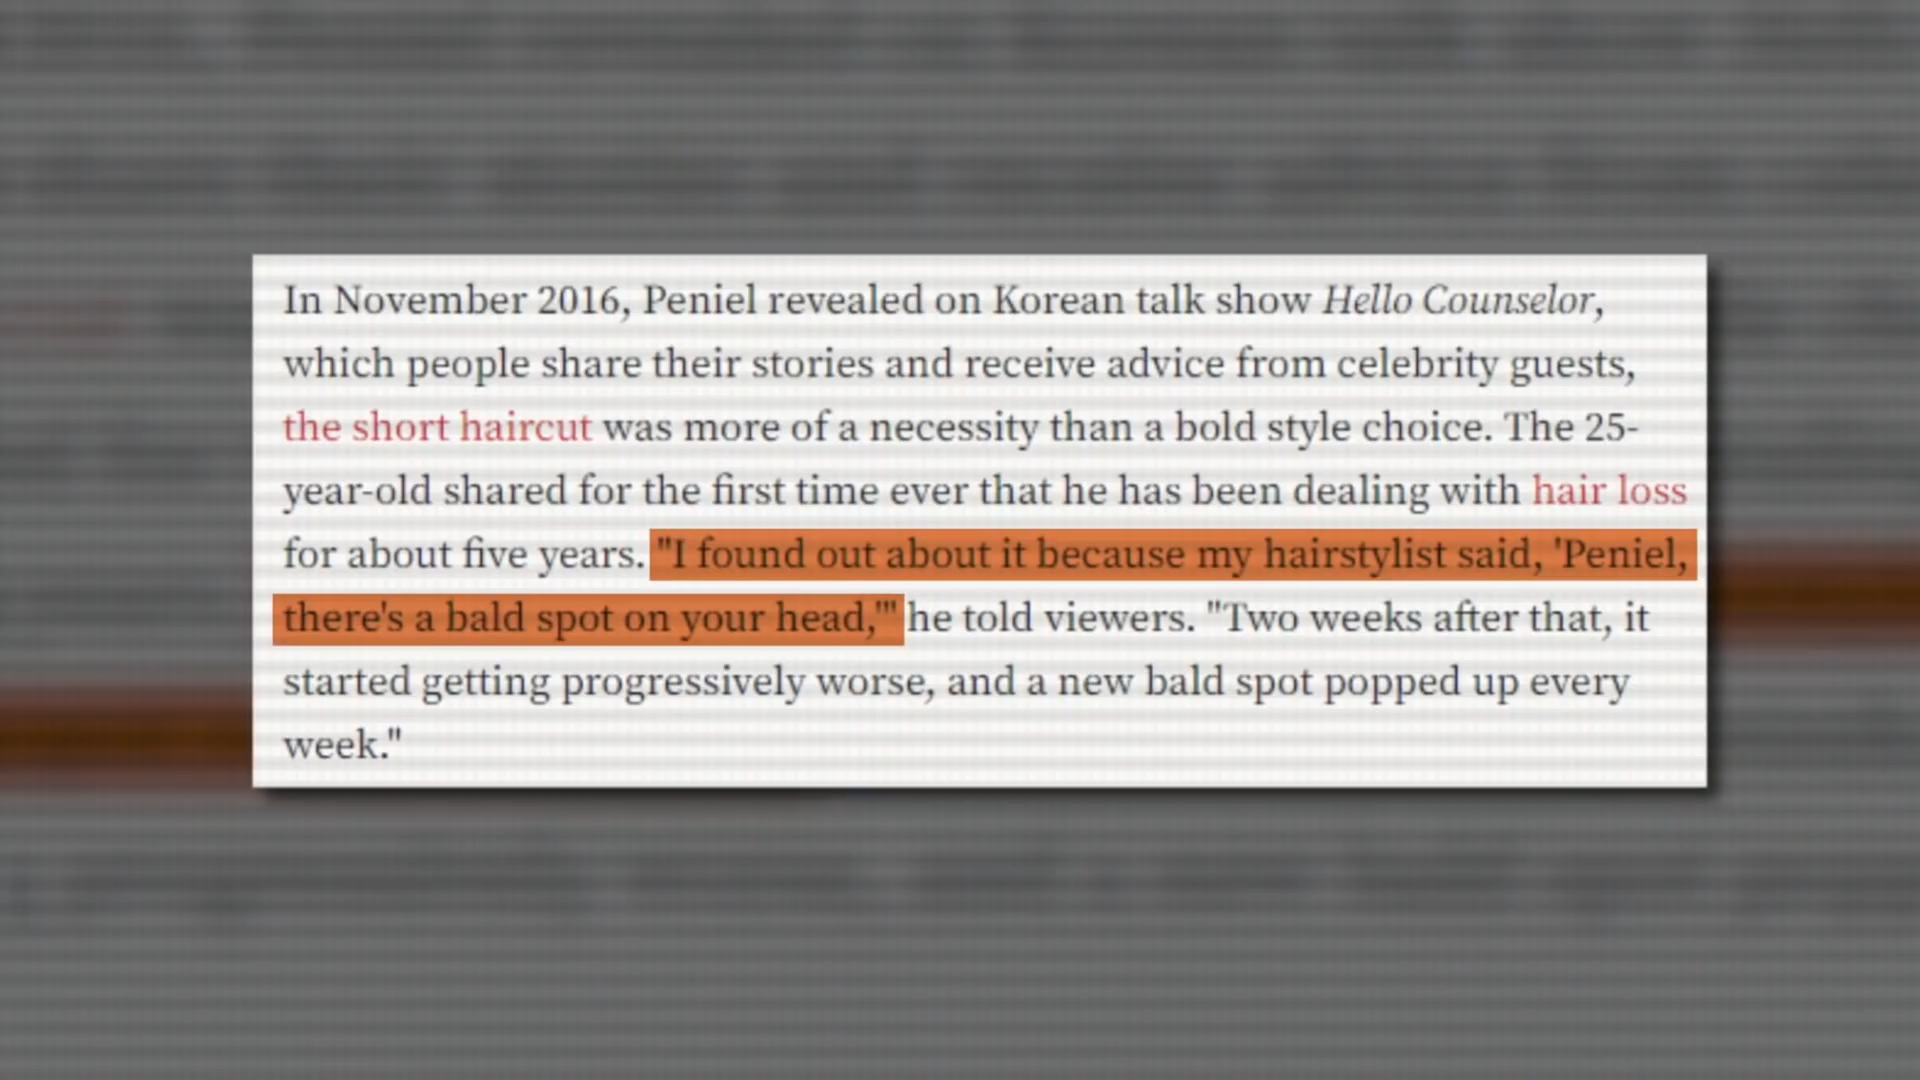 In November 2016, Peniel revealed on Korean talk show Hello Counselor,
which people share their stories and receive advice from celebrity guests,
the short haircut was more of a necessity than a bold style choice. The 25-
year-old shared for the first time ever that he has been dealing with hair loss
for about five years. "I found out about it because my hairstylist said, 'Peniel,
there's a bald spot on your head,'" he told viewers. "Two weeks after that, it
started getting progressively worse, and a new bald spot popped up every
week."